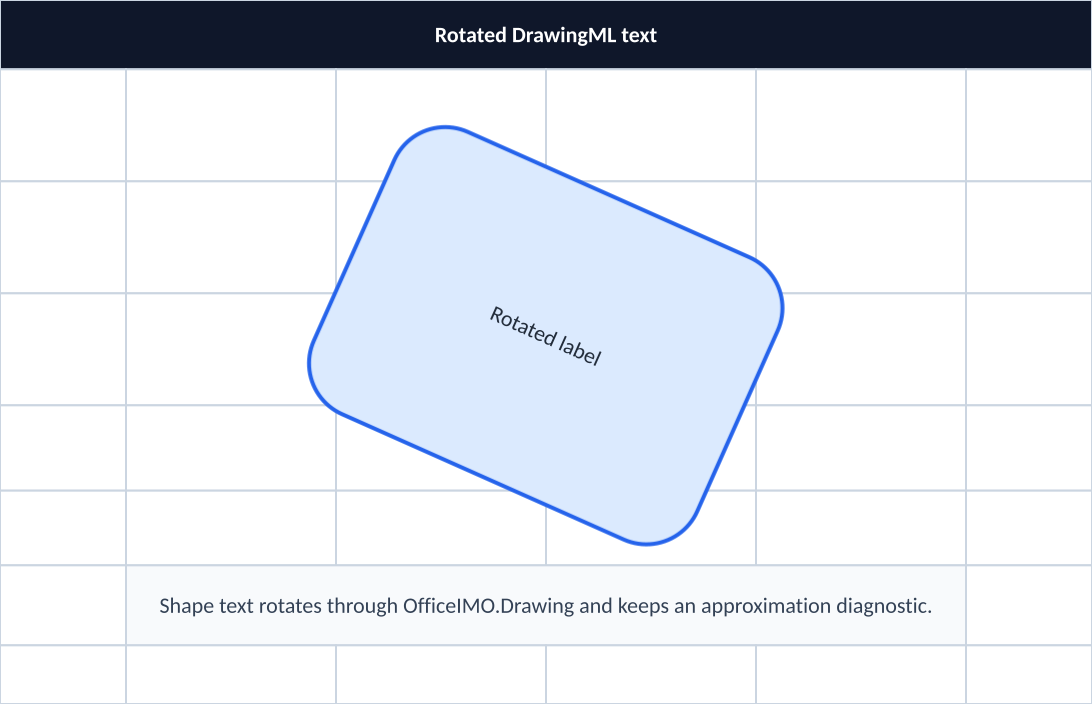 Rotated DrawingML text
Rotated label
Shape text rotates through OfficeIMO.Drawing and keeps an approximation diagnostic.